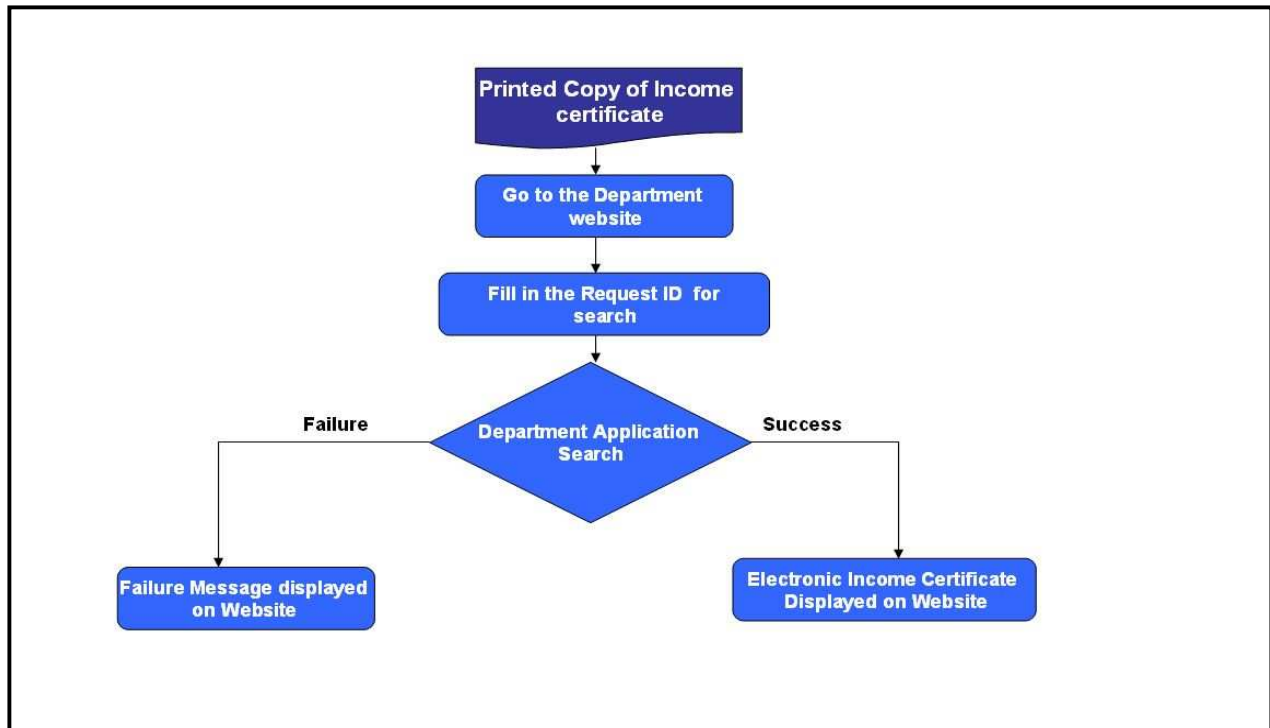 Printed Copy of Income
certificate
Go to the Department
website
Fill in the Request ID for
search
Failure
Department Application
Search
Success
Failure Message displayed
on Website
Electronic Income Certificate
Displayed on Website